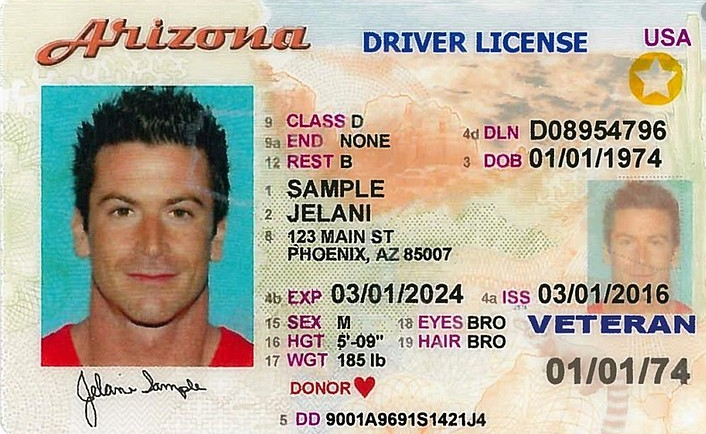 Arizona DRIVER LICENSE USA
9 CLASS D
9a END NONE 4d DLN D08954796
12 REST B 3 DOB 01/01/1974
1 SAMPLE
2 JELANI
8 123 MAIN ST
PHOENIX, AZ 85007
4b EXP 03/01/2024 4a ISS 03/01/2016
15 SEX M 18 EYES BRO VETERAN
16 HGT 5'-09" 19 HAIR BRO
17 WGT 185 lb 01/01/74
DONOR
Jelani Sample
5 DD 9001A9691S1421J4